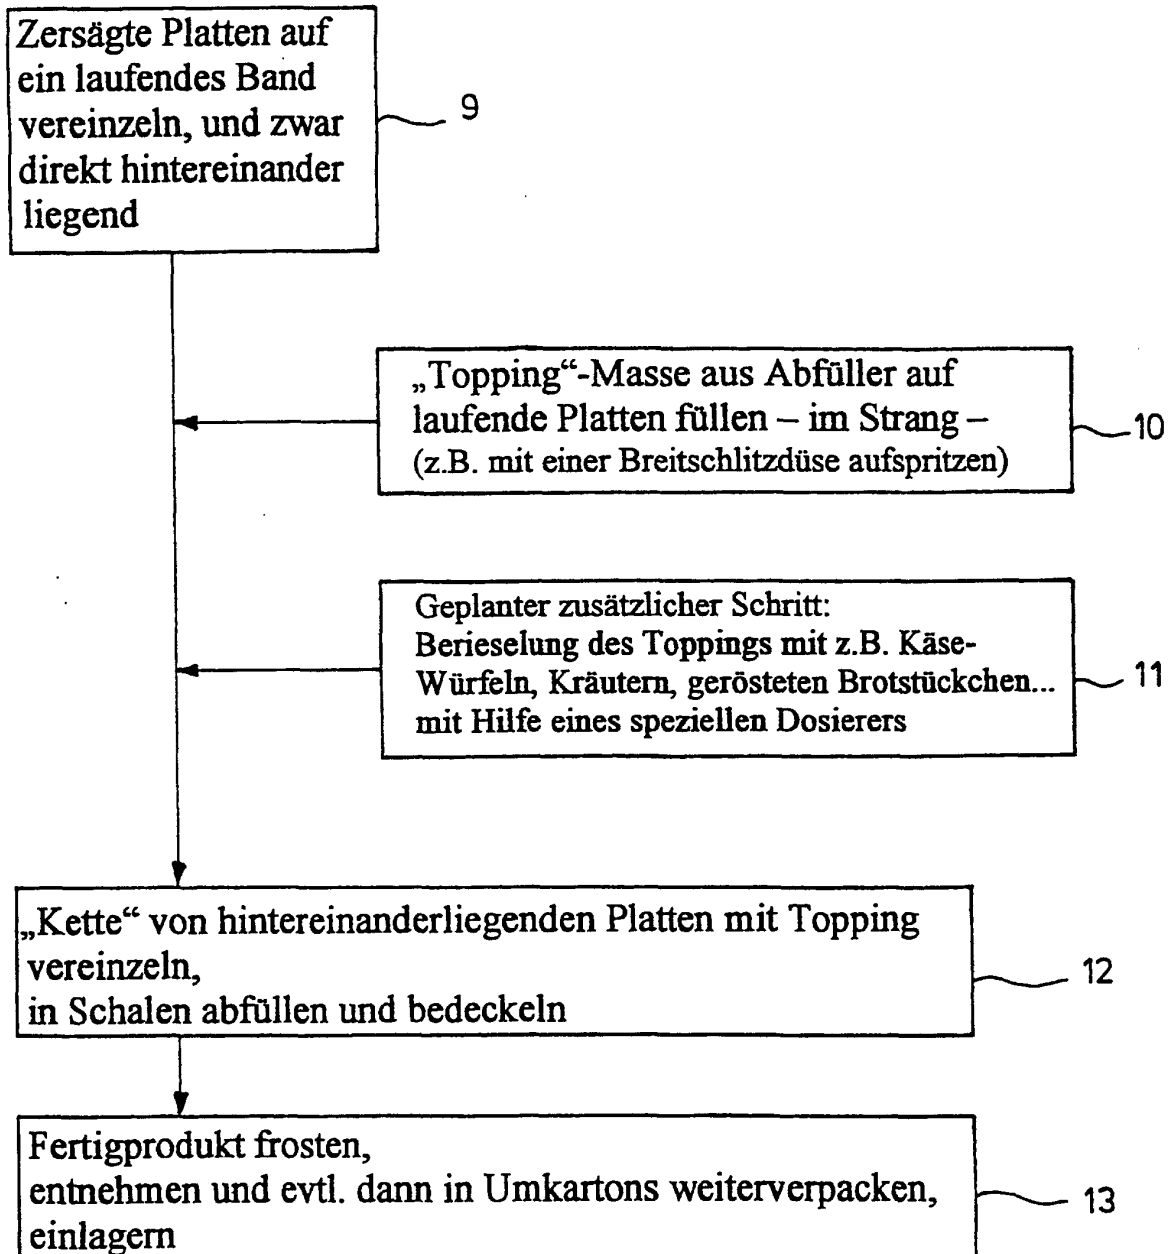 Zersägte Platten auf
ein laufendes Band
vereinzeln, und zwar
direkt hintereinander
liegend
9
„Topping“-Masse aus Abfüller auf
laufende Platten füllen – im Strang –
(z.B. mit einer Breitschlitzdüse aufspritzen)
10
Geplanter zusätzlicher Schritt:
Berieselung des Toppings mit z.B. Käse-
Würfeln, Kräutern, gerösteten Brotstückchen...
mit Hilfe eines speziellen Dosierers
11
„Kette“ von hintereinanderliegenden Platten mit Topping
vereinzeln,
in Schalen abfüllen und bedeckeln
12
Fertigprodukt frosten,
entnehmen und evtl. dann in Umkartons weiterverpacken,
einlagern
13